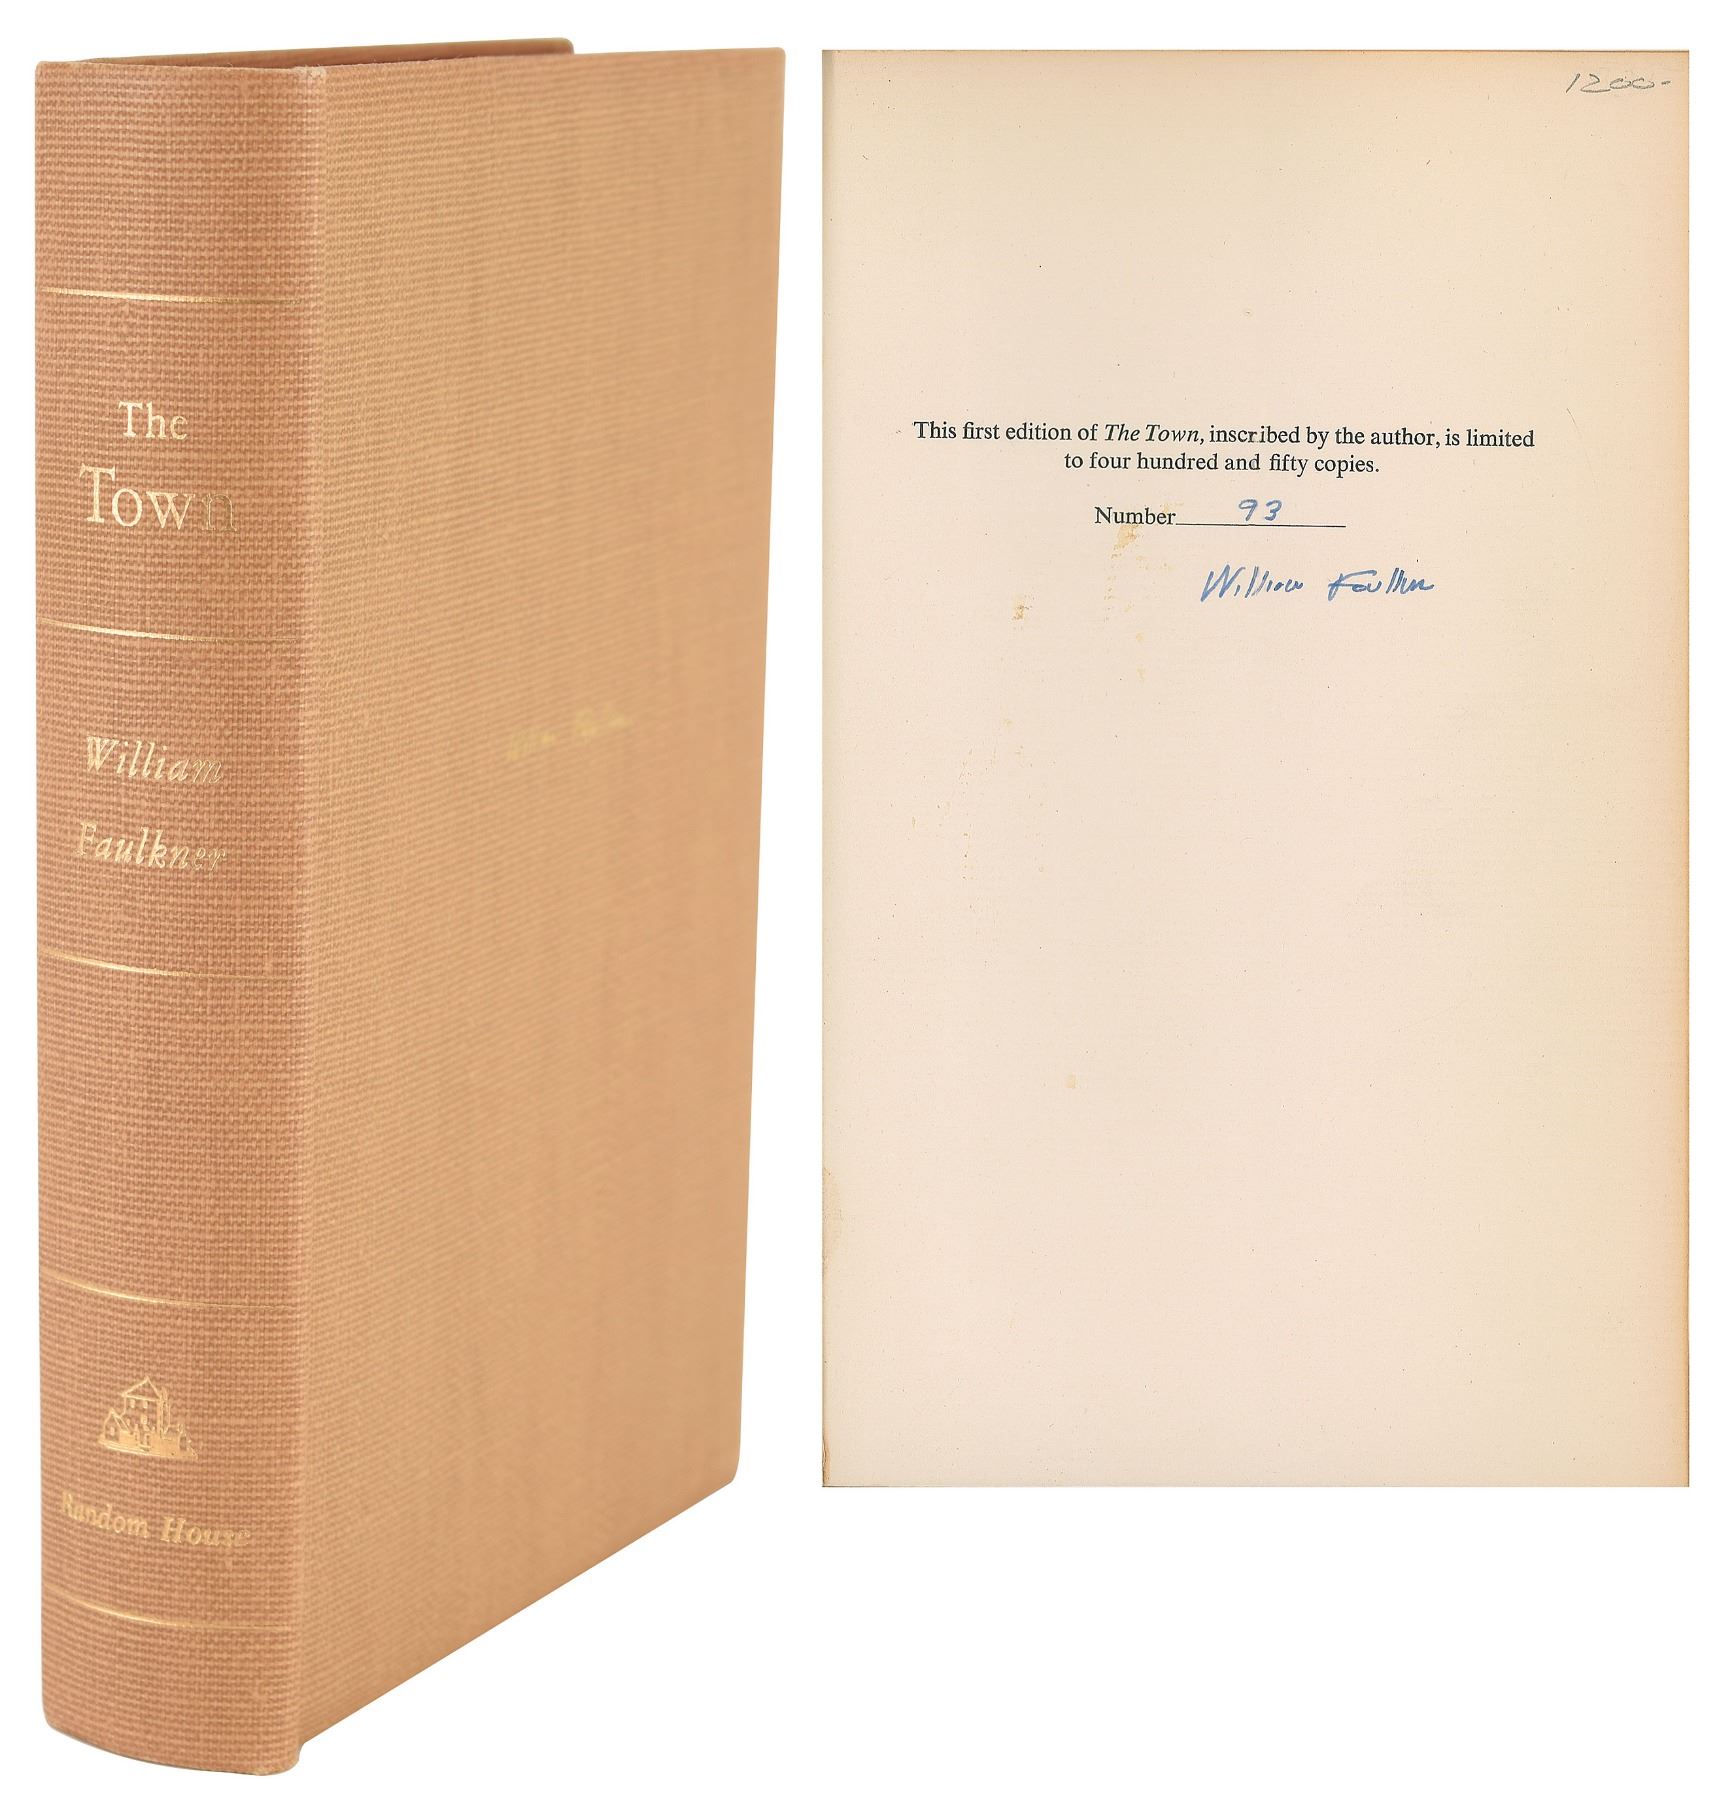 The
Town
William
Faulkner
Random House
1200-
This first edition of The Town, inscribed by the author, is limited
to four hundred and fifty copies.
Number 93
William Faulkner